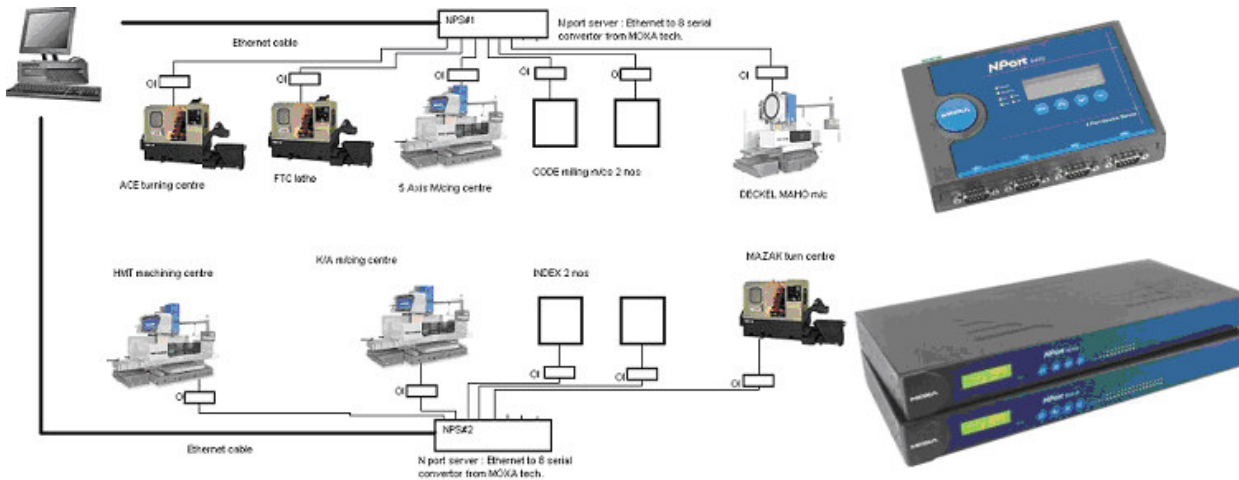 NPS#1
N port server : Ethernet to 8 serial
convertor from MOXA tech.
Ethernet cable
OI
OI
OI
OI
OI
OI
ACE turning centre
FTC lathe
5 Axis M/cing centre
CODE milling m/cs 2 nos
DECKEL MAHO m/c
NPort
MOXA
HMT machining centre
K/A m/cing centre
INDEX 2 nos
MAZAK turn centre
OI
OI
OI
OI
OI
NPS#2
Ethernet cable
N port server : Ethernet to 8 serial
convertor from MOXA tech.
NPort
MOXA
NPort
MOXA